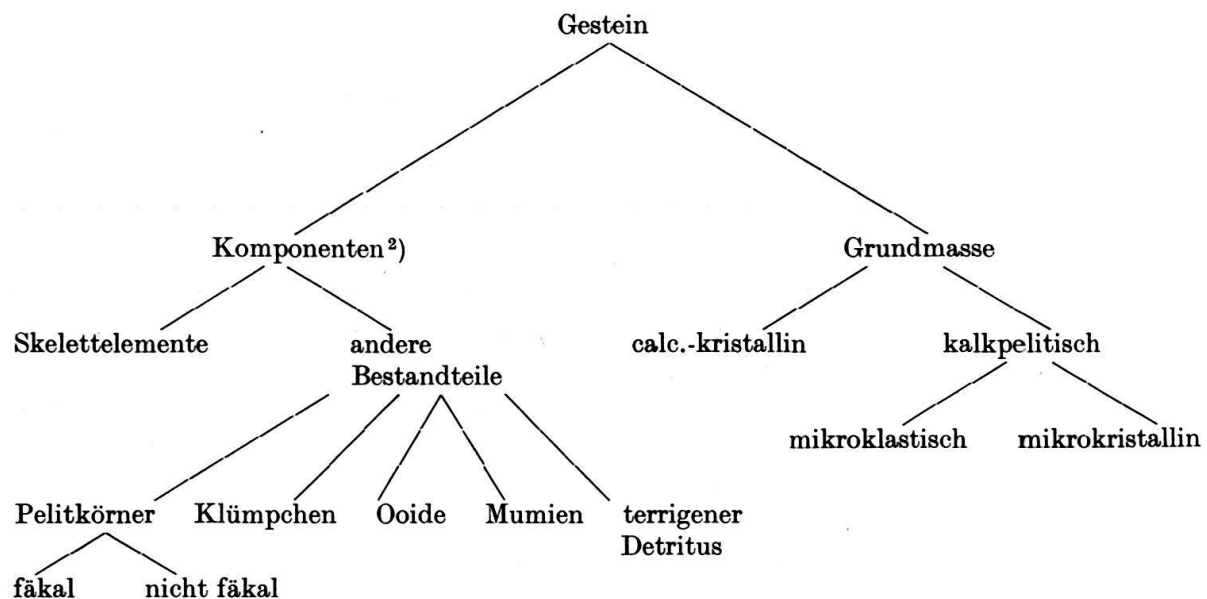 Gestein
Komponenten²)
Grundmasse
Skelettelemente
andere
Bestandteile
calc.-kristallin
kalkpelitisch
mikroklastisch
mikrokristallin
Pelitkörner
Klümpchen
Ooide
Mumien
terrigener
Detritus
fäkal
nicht fäkal